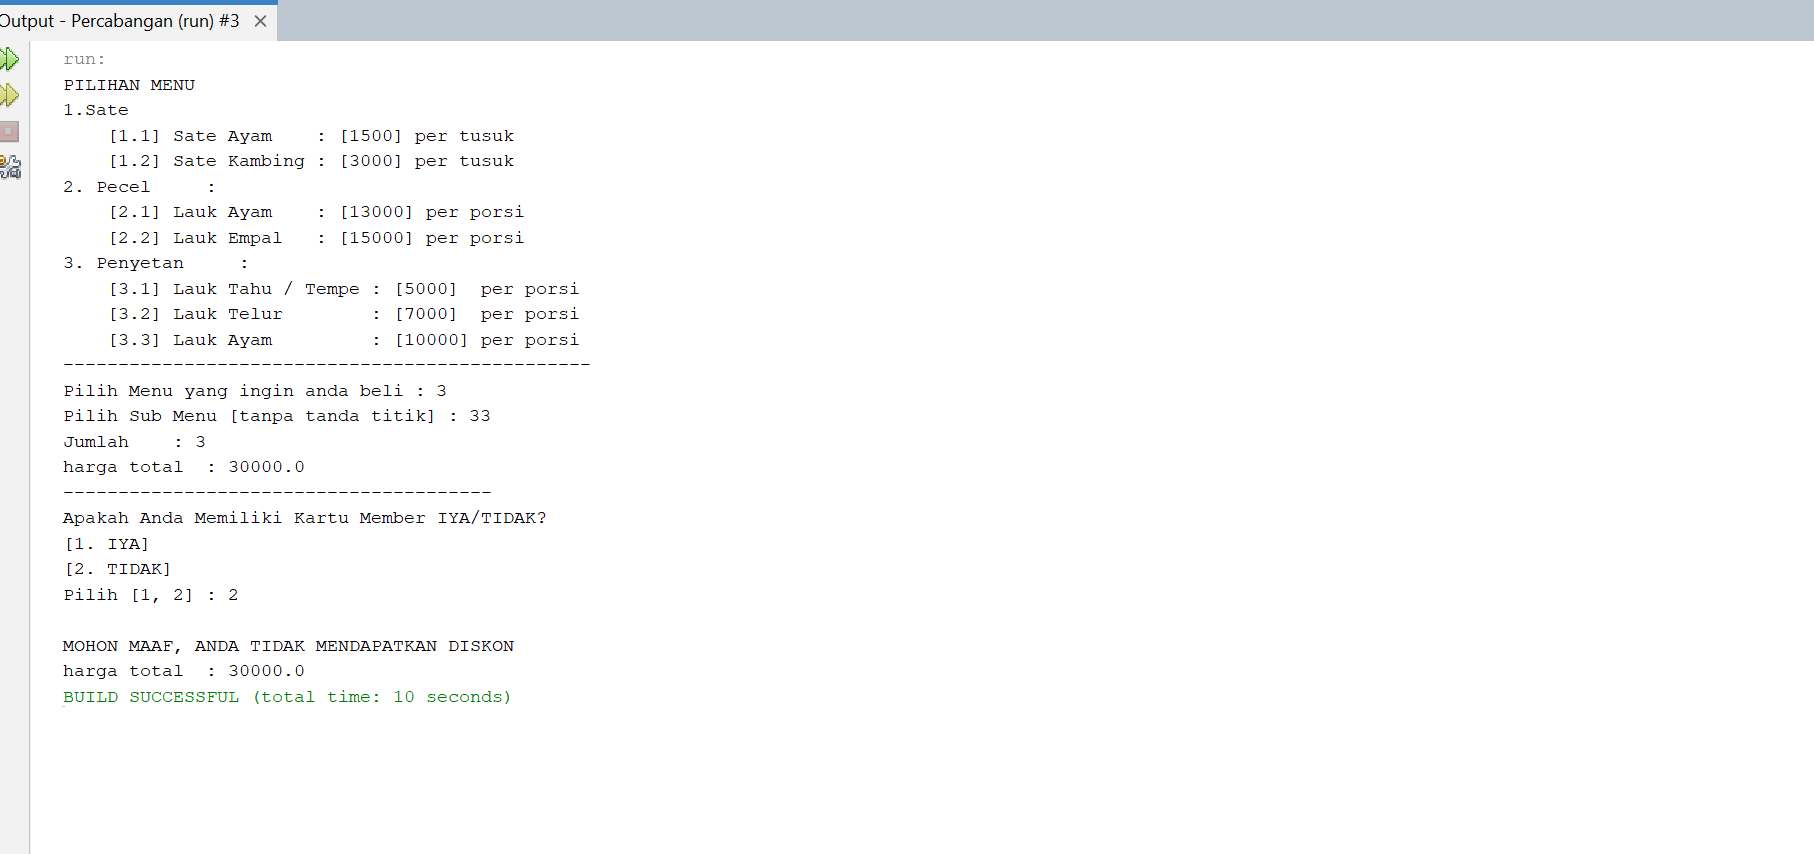 Output - Percabangan (run) #3
run:
PILIHAN MENU
1.Sate
    [1.1] Sate Ayam    : [1500] per tusuk
    [1.2] Sate Kambing : [3000] per tusuk
2. Pecel     :
    [2.1] Lauk Ayam    : [13000] per porsi
    [2.2] Lauk Empal   : [15000] per porsi
3. Penyetan     :
    [3.1] Lauk Tahu / Tempe : [5000]  per porsi
    [3.2] Lauk Telur        : [7000]  per porsi
    [3.3] Lauk Ayam         : [10000] per porsi
------------------------------------------------
Pilih Menu yang ingin anda beli : 3
Pilih Sub Menu [tanpa tanda titik] : 33
Jumlah    : 3
harga total  : 30000.0
---------------------------------------
Apakah Anda Memiliki Kartu Member IYA/TIDAK?
[1. IYA]
[2. TIDAK]
Pilih [1, 2] : 2
MOHON MAAF, ANDA TIDAK MENDAPATKAN DISKON
harga total  : 30000.0
BUILD SUCCESSFUL (total time: 10 seconds)